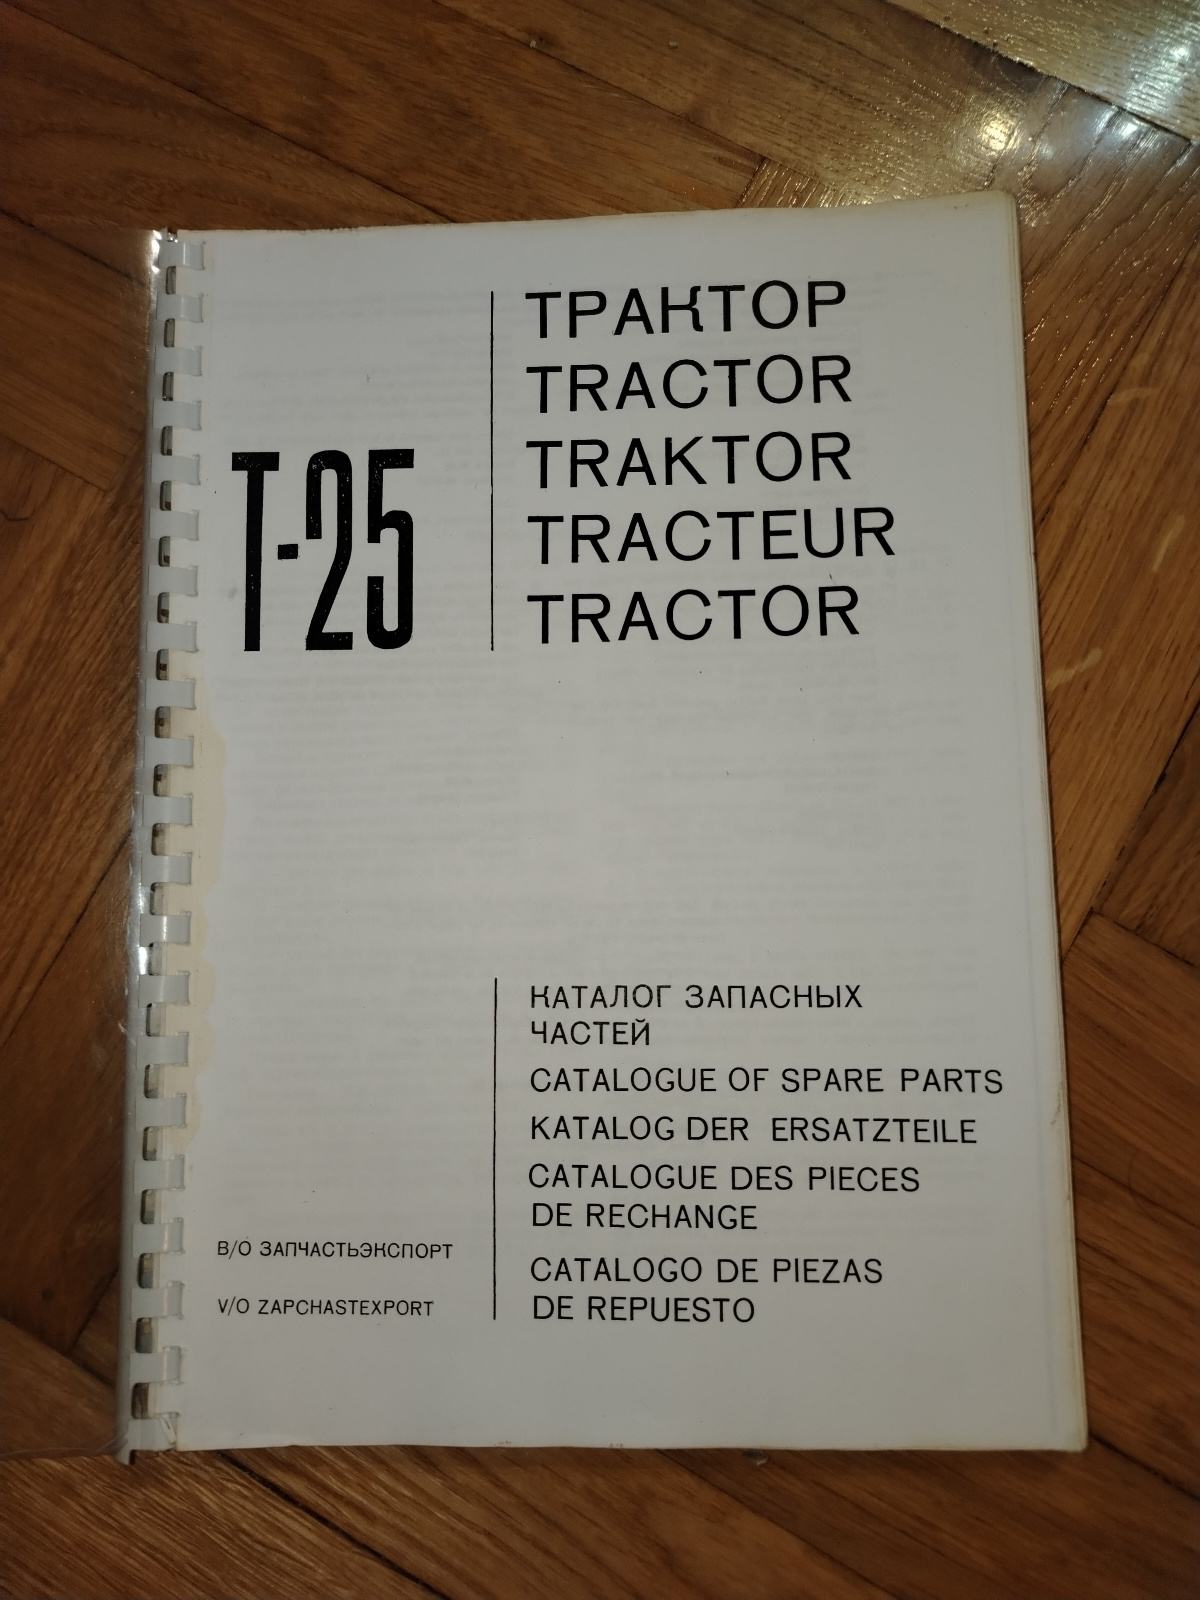 Т-25
ТРАКТОР
TRACTOR
TRAKTOR
TRACTEUR
TRACTOR
КАТАЛОГ ЗАПАСНЫХ
ЧАСТЕЙ
CATALOGUE OF SPARE PARTS
KATALOG DER ERSATZTEILE
CATALOGUE DES PIECES
DE RECHANGE
CATALOGO DE PIEZAS
DE REPUESTO
В/О ЗАПЧАСТЬЭКСПОРТ
V/O ZAPCHASTEXPORT